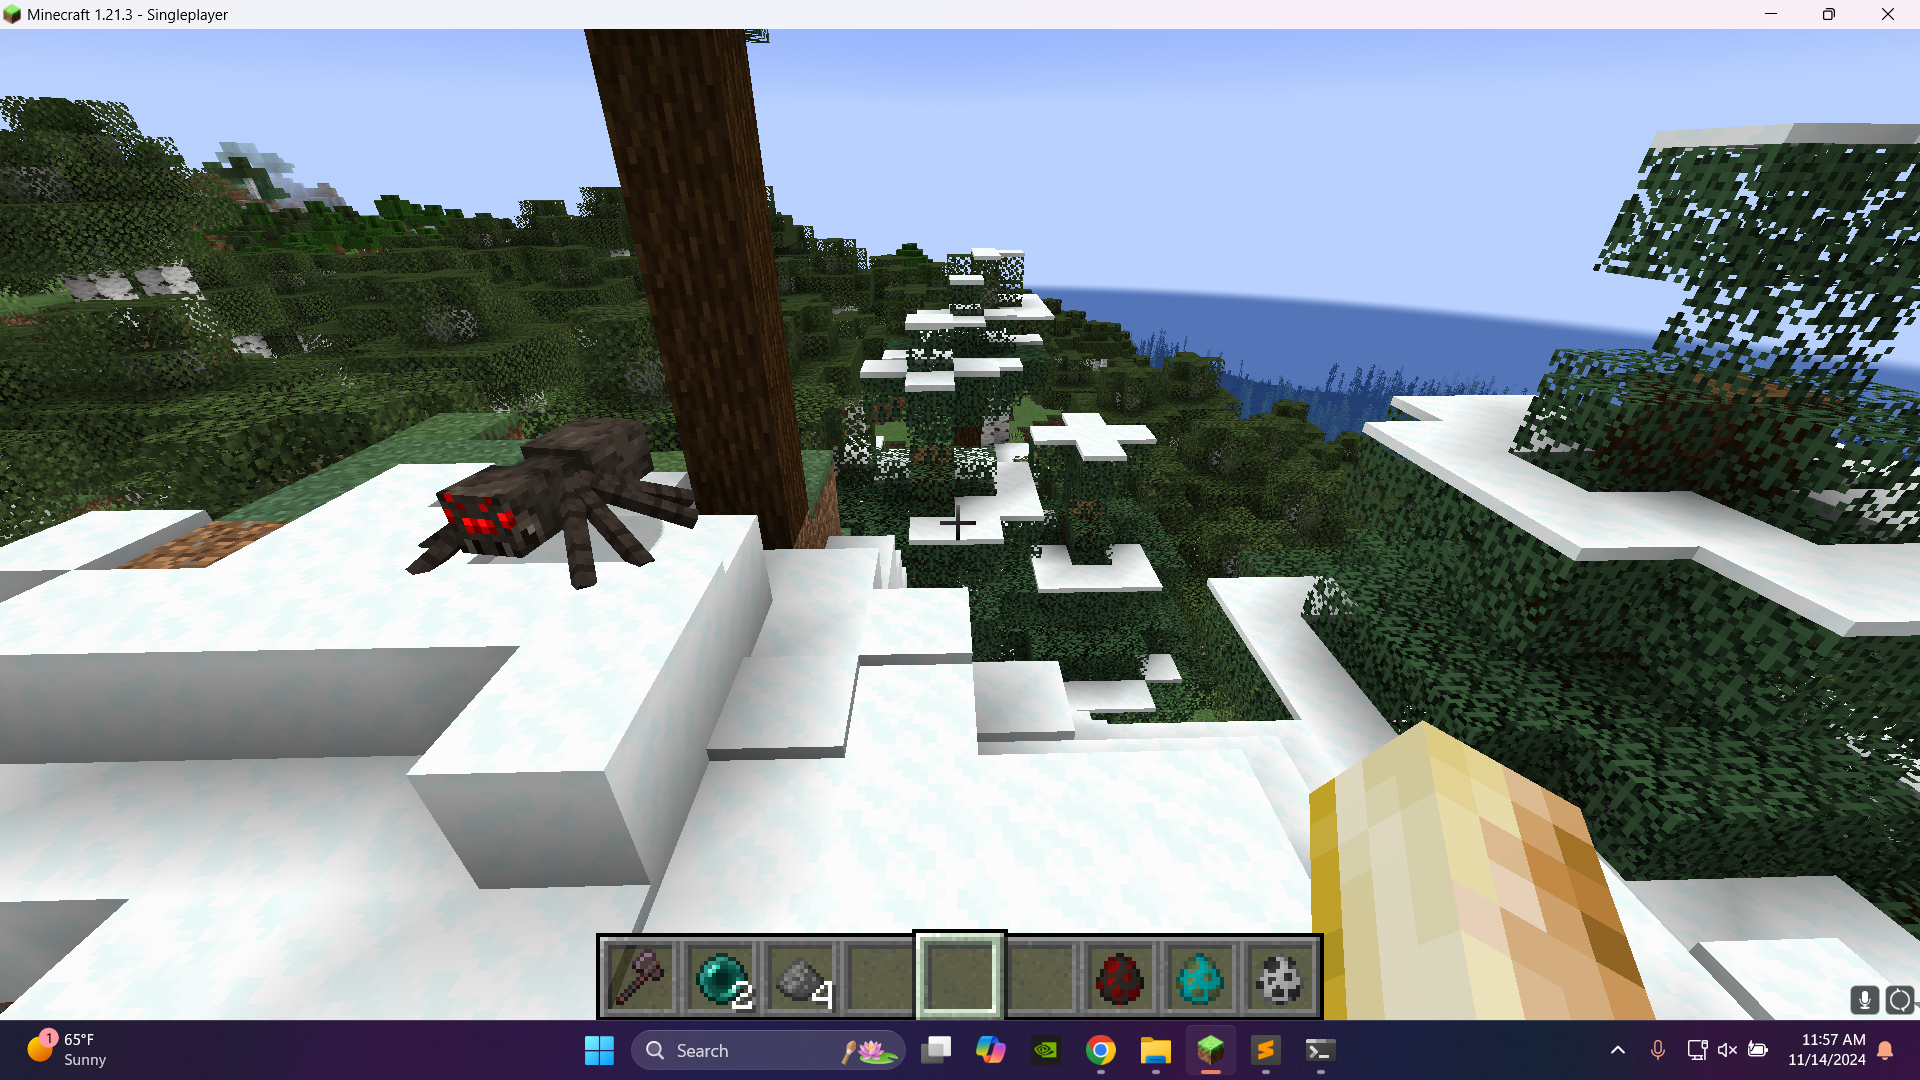 Minecraft 1.21.3 - Singleplayer
2
4
1
65°F
Sunny
Search
11:57 AM
11/14/2024